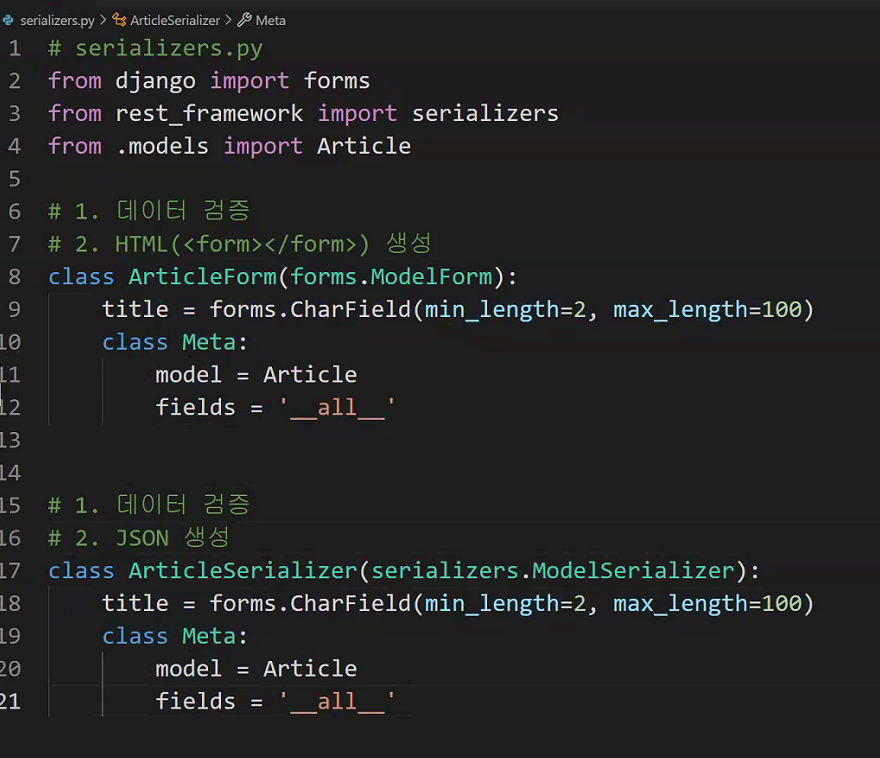 serializers.py > ArticleSerializer > Meta
1 # serializers.py
2 from django import forms
3 from rest_framework import serializers
4 from .models import Article
5
6 # 1. 데이터 검증
7 # 2. HTML(<form></form>) 생성
8 class ArticleForm(forms.ModelForm):
9     title = forms.CharField(min_length=2, max_length=100)
10     class Meta:
11         model = Article
12         fields = '__all__'
13
14
15 # 1. 데이터 검증
16 # 2. JSON 생성
17 class ArticleSerializer(serializers.ModelSerializer):
18     title = forms.CharField(min_length=2, max_length=100)
19     class Meta:
20         model = Article
21         fields = '__all__'